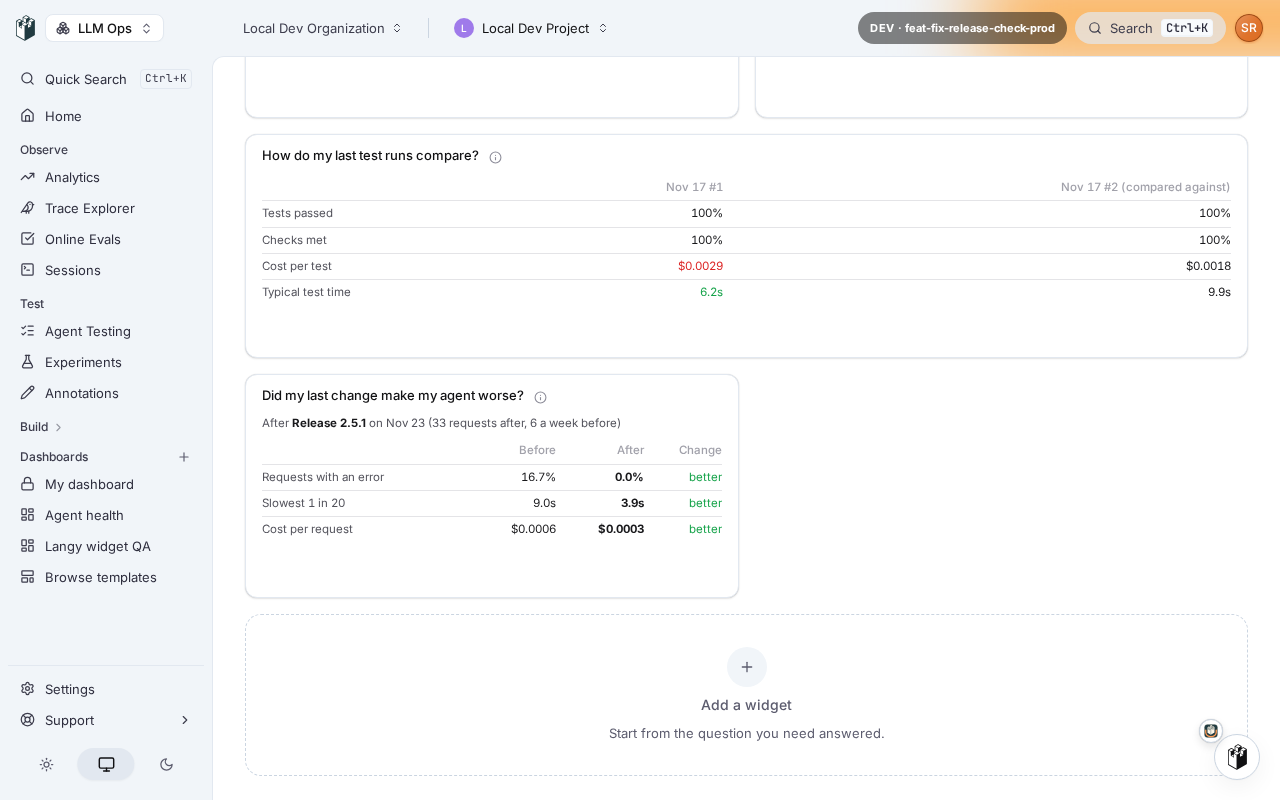 LLM Ops
Local Dev Organization
L
Local Dev Project
DEV · feat-fix-release-check-prod
Search Ctrl+K
SR
Quick Search Ctrl+K
Home
Observe
Analytics
Trace Explorer
Online Evals
Sessions
Test
Agent Testing
Experiments
Annotations
Build
Dashboards
My dashboard
Agent health
Langy widget QA
Browse templates
Settings
Support
How do my last test runs compare?
Nov 17 #1 Nov 17 #2 (compared against)
Tests passed 100% 100%
Checks met 100% 100%
Cost per test $0.0029 $0.0018
Typical test time 6.2s 9.9s
Did my last change make my agent worse?
After Release 2.5.1 on Nov 23 (33 requests after, 6 a week before)
Before After Change
Requests with an error 16.7% 0.0% better
Slowest 1 in 20 9.0s 3.9s better
Cost per request $0.0006 $0.0003 better
Add a widget
Start from the question you need answered.